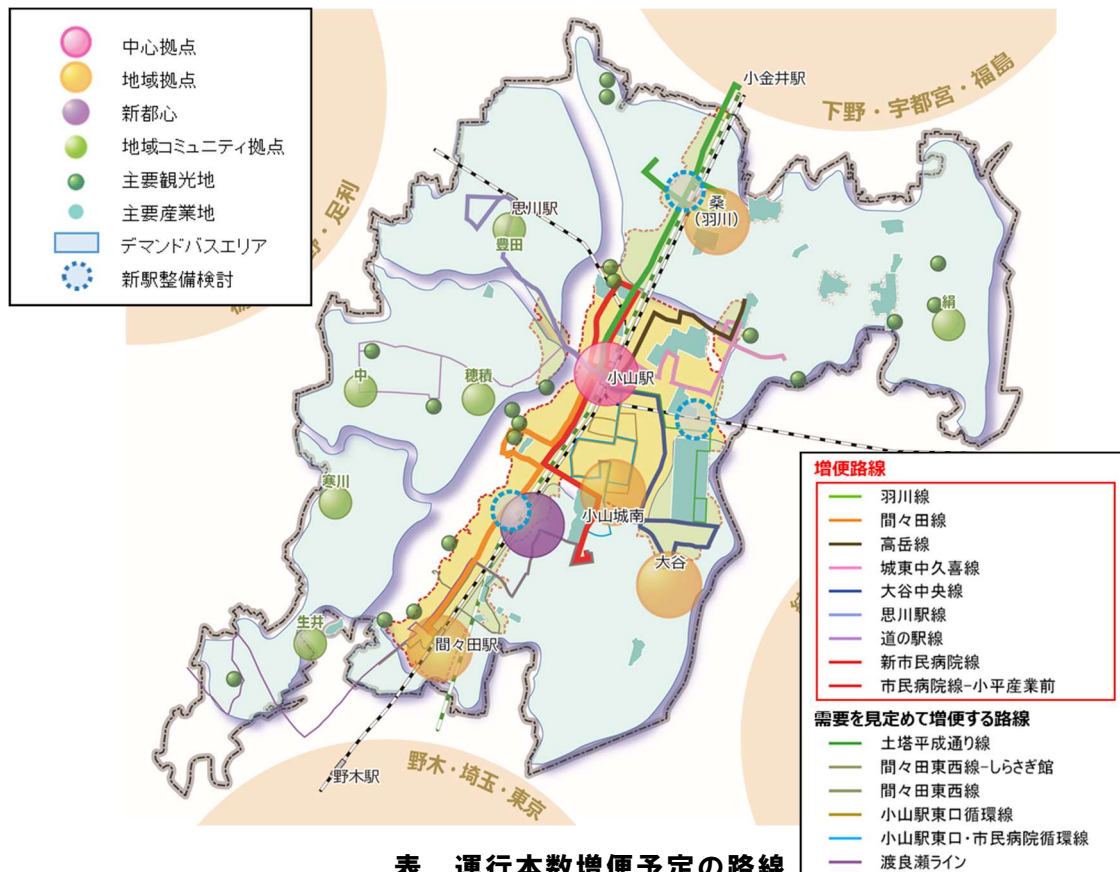 中心拠点
地域拠点
新都心
地域コミュニティ拠点
主要観光地
主要産業地
デマンドバスエリア
新駅整備検討
小金井駅
下野・宇都宮・福島
野・足利
思川駅
豊田
桑
(羽川)
絹
小山駅
中
穂積
寒川
小山城南
大谷
生井
間々田駅
野木駅
野木・埼玉・東京
増便路線
羽川線
間々田線
高岳線
城東中久喜線
大谷中央線
思川駅線
道の駅線
新市民病院線
市民病院線-小平産業前
需要を見定めて増便する路線
土塔平成通り線
間々田東西線-しらさぎ館
間々田東西線
小山駅東口循環線
小山駅東口・市民病院循環線
渡良瀬ライン
表　運行本数増便予定の路線